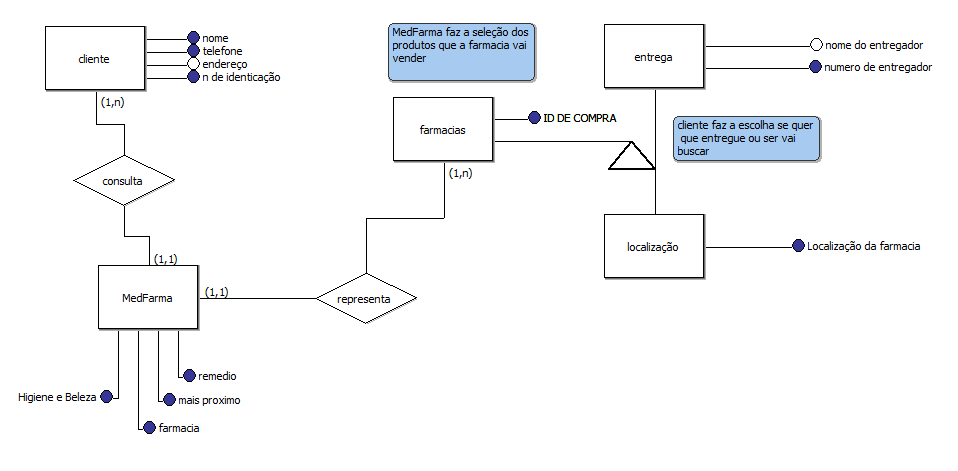 cliente
nome
telefone
endereço
n de identicação
(1,n)
consulta
(1,1)
MedFarma
(1,1)
Higiene e Beleza
remedio
mais proximo
farmacia
MedFarma faz a seleção dos
produtos que a farmacia vai
vender
farmacias
ID DE COMPRA
(1,n)
representa
entrega
nome do entregador
numero de entregador
cliente faz a escolha se quer
que entregue ou ser vai
buscar
localização
Localização da farmacia